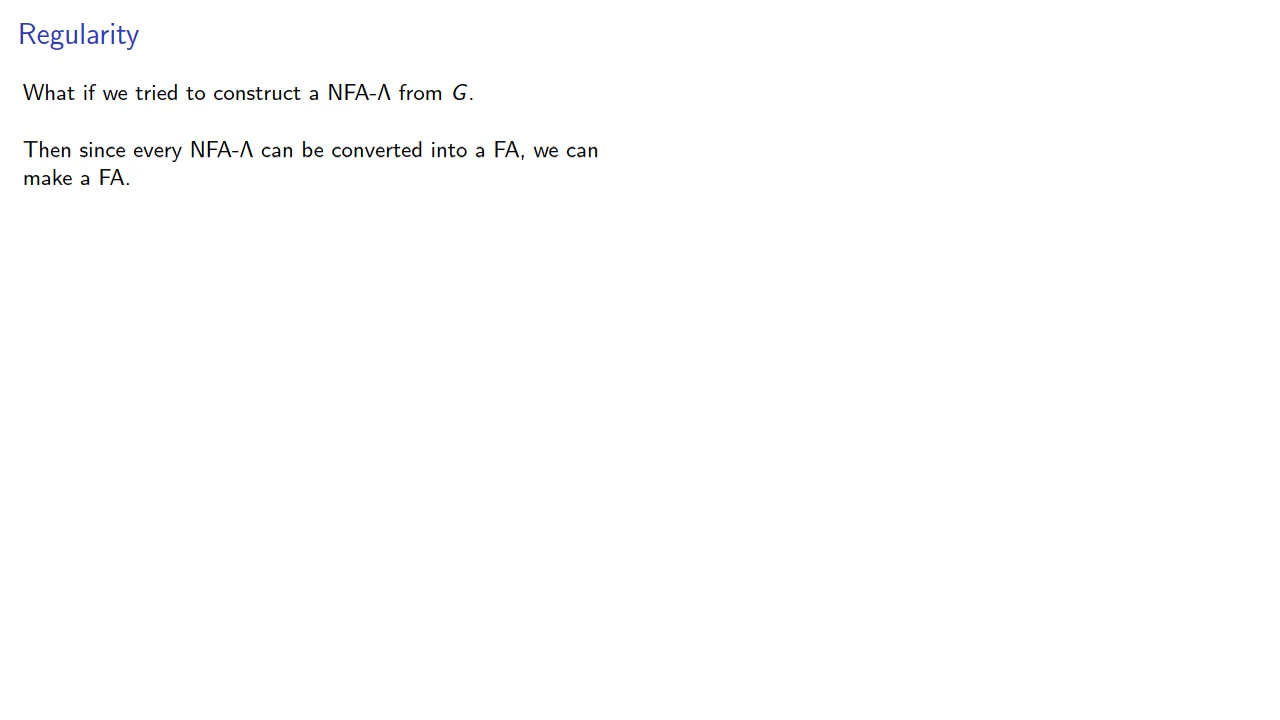 Regularity
What if we tried to construct a NFA-Λ from G.
Then since every NFA-Λ can be converted into a FA, we can
make a FA.